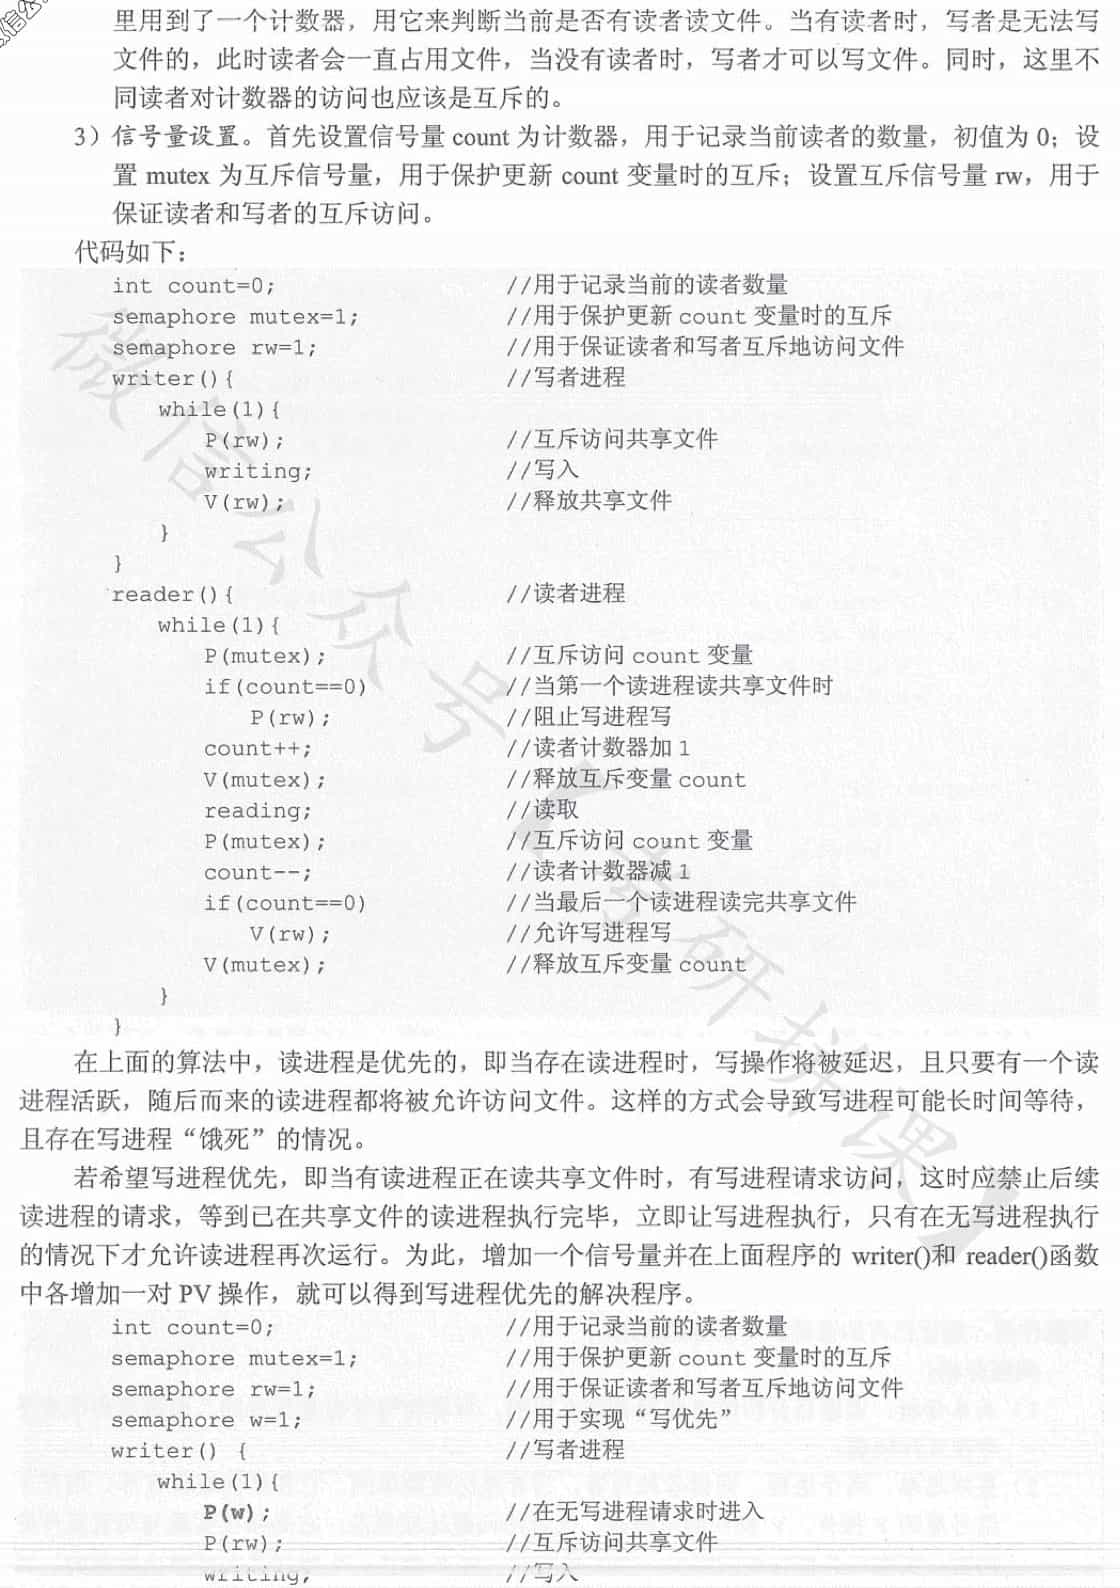 里用到了一个计数器，用它来判断当前是否有读者读文件。当有读者时，写者是无法写
文件的，此时读者会一直占用文件，当没有读者时，写者才可以写文件。同时，这里不
同读者对计数器的访问也应该是互斥的。
3）信号量设置。首先设置信号量 count 为计数器，用于记录当前读者的数量，初值为 0；设
置 mutex 为互斥信号量，用于保护更新 count 变量时的互斥；设置互斥信号量 rw，用于
保证读者和写者的互斥访问。
代码如下：
int count=0; //用于记录当前的读者数量
semaphore mutex=1; //用于保护更新 count 变量时的互斥
semaphore rw=1; //用于保证读者和写者互斥地访问文件
writer(){ //写者进程
while(1){
P(rw); //互斥访问共享文件
writing; //写入
V(rw); //释放共享文件
}
}
reader(){ //读者进程
while(1){
P(mutex); //互斥访问 count 变量
if(count==0) //当第一个读进程读共享文件时
P(rw); //阻止写进程写
count++; //读者计数器加 1
V(mutex); //释放互斥变量 count
reading; //读取
P(mutex); //互斥访问 count 变量
count--; //读者计数器减 1
if(count==0) //当最后一个读进程读完共享文件
V(rw); //允许写进程写
V(mutex); //释放互斥变量 count
}
}
在上面的算法中，读进程是优先的，即当存在读进程时，写操作将被延迟，且只要有一个读
进程活跃，随后而来的读进程都将被允许访问文件。这样的方式会导致写进程可能长时间等待，
且存在写进程“饿死”的情况。
若希望写进程优先，即当有读进程正在读共享文件时，有写进程请求访问，这时应禁止后续
读进程的请求，等到已在共享文件的读进程执行完毕，立即让写进程执行，只有在无写进程执行
的情况下才允许读进程再次运行。为此，增加一个信号量并在上面程序的 writer()和 reader()函数
中各增加一对 PV 操作，就可以得到写进程优先的解决程序。
int count=0; //用于记录当前的读者数量
semaphore mutex=1; //用于保护更新 count 变量时的互斥
semaphore rw=1; //用于保证读者和写者互斥地访问文件
semaphore w=1; //用于实现“写优先”
writer() { //写者进程
while(1){
P(w); //在无写进程请求时进入
P(rw); //互斥访问共享文件
writing; //写入
微信公众号【考研拼课】